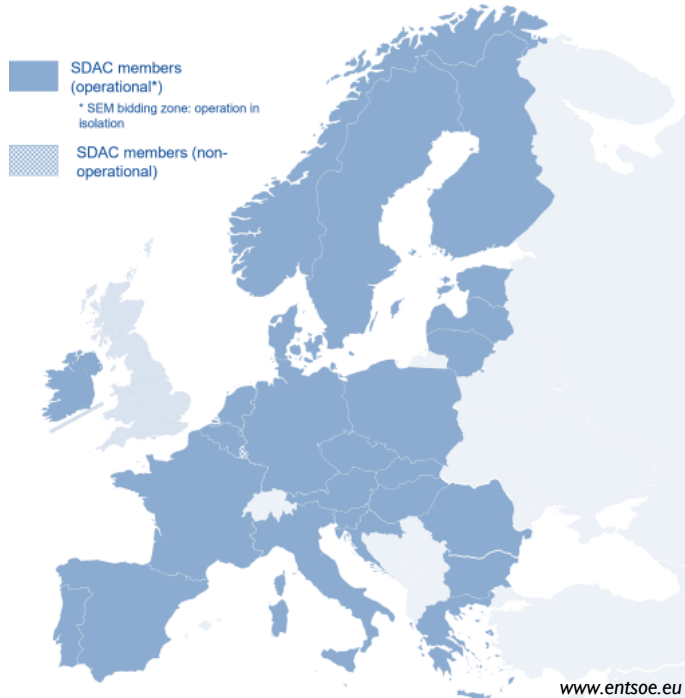 SDAC members
(operational*)
* SEM bidding zone: operation in
isolation
SDAC members (non-
operational)
www.entsoe.eu